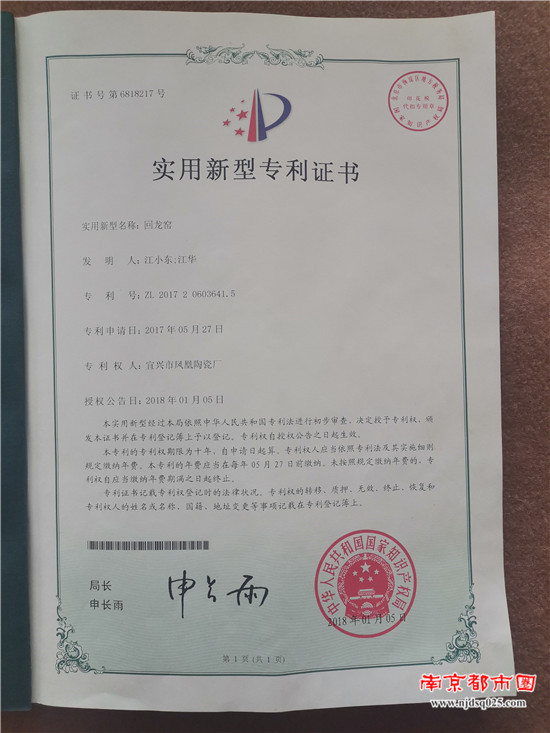 证书号第6818217号
实用新型专利证书
实用新型名称：回龙窑
发明人：江小东;江华
专利号：ZL 2017 2 0603641.5
专利申请日：2017年05月27日
专利权人：宜兴市凤凰陶瓷厂
授权公告日：2018年01月05日
本实用新型经过本局依照中华人民共和国专利法进行初步审查，决定授予专利权，颁
发本证书并在专利登记簿上予以登记。专利权自授权公告之日起生效。
本专利的专利权期限为十年，自申请日起算。专利权人应当依照专利法及其实施细则
规定缴纳年费。本专利的年费应当在每年05月27日前缴纳。未按照规定缴纳年费的，专
利权自应当缴纳年费期满之日起终止。
专利证书记载专利权登记时的法律状况。专利权的转移、质押、无效、终止、恢复和
专利权人的姓名或名称、国籍、地址变更等事项记载在专利登记簿上。
局长
申长雨
申长雨
中华人民共和国国家知识产权局
2018年01月05日
第1页(共1页)
南京都市圈
www.njdsq025.com